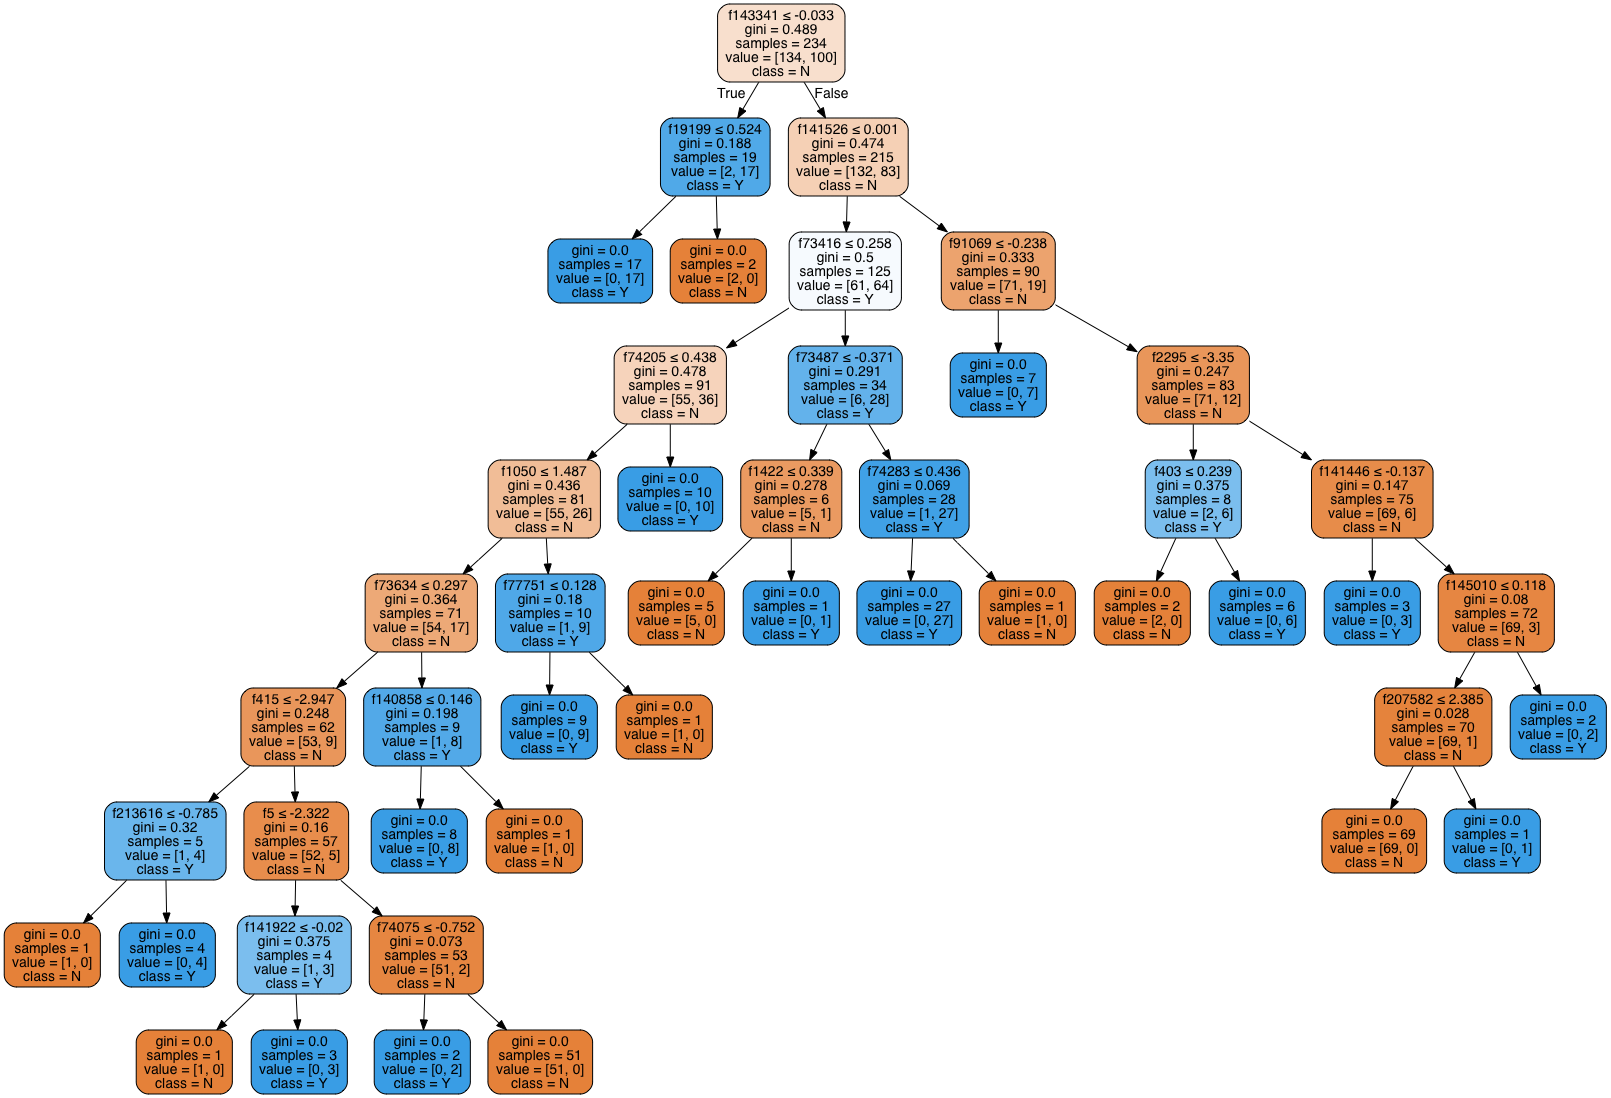 f143341 ≤ -0.033
gini = 0.489
samples = 234
value = [134, 100]
class = N
True
False
f19199 ≤ 0.524
gini = 0.188
samples = 19
value = [2, 17]
class = Y
f141526 ≤ 0.001
gini = 0.474
samples = 215
value = [132, 83]
class = N
gini = 0.0
samples = 17
value = [0, 17]
class = Y
gini = 0.0
samples = 2
value = [2, 0]
class = N
f73416 ≤ 0.258
gini = 0.5
samples = 125
value = [61, 64]
class = Y
f91069 ≤ -0.238
gini = 0.333
samples = 90
value = [71, 19]
class = N
f74205 ≤ 0.438
gini = 0.478
samples = 91
value = [55, 36]
class = N
f73487 ≤ -0.371
gini = 0.291
samples = 34
value = [6, 28]
class = Y
gini = 0.0
samples = 7
value = [0, 7]
class = Y
f2295 ≤ -3.35
gini = 0.247
samples = 83
value = [71, 12]
class = N
f1050 ≤ 1.487
gini = 0.436
samples = 81
value = [55, 26]
class = N
gini = 0.0
samples = 10
value = [0, 10]
class = Y
f1422 ≤ 0.339
gini = 0.278
samples = 6
value = [5, 1]
class = N
f74283 ≤ 0.436
gini = 0.069
samples = 28
value = [1, 27]
class = Y
f403 ≤ 0.239
gini = 0.375
samples = 8
value = [2, 6]
class = Y
f141446 ≤ -0.137
gini = 0.147
samples = 75
value = [69, 6]
class = N
f73634 ≤ 0.297
gini = 0.364
samples = 71
value = [54, 17]
class = N
f77751 ≤ 0.128
gini = 0.18
samples = 10
value = [1, 9]
class = Y
gini = 0.0
samples = 5
value = [5, 0]
class = N
gini = 0.0
samples = 1
value = [0, 1]
class = Y
gini = 0.0
samples = 27
value = [0, 27]
class = Y
gini = 0.0
samples = 1
value = [1, 0]
class = N
gini = 0.0
samples = 2
value = [2, 0]
class = N
gini = 0.0
samples = 6
value = [0, 6]
class = Y
gini = 0.0
samples = 3
value = [0, 3]
class = Y
f145010 ≤ 0.118
gini = 0.08
samples = 72
value = [69, 3]
class = N
f415 ≤ -2.947
gini = 0.248
samples = 62
value = [53, 9]
class = N
f140858 ≤ 0.146
gini = 0.198
samples = 9
value = [1, 8]
class = Y
gini = 0.0
samples = 9
value = [0, 9]
class = Y
gini = 0.0
samples = 1
value = [1, 0]
class = N
f207582 ≤ 2.385
gini = 0.028
samples = 70
value = [69, 1]
class = N
gini = 0.0
samples = 2
value = [0, 2]
class = Y
f213616 ≤ -0.785
gini = 0.32
samples = 5
value = [1, 4]
class = Y
f5 ≤ -2.322
gini = 0.16
samples = 57
value = [52, 5]
class = N
gini = 0.0
samples = 8
value = [0, 8]
class = Y
gini = 0.0
samples = 1
value = [1, 0]
class = N
gini = 0.0
samples = 69
value = [69, 0]
class = N
gini = 0.0
samples = 1
value = [0, 1]
class = Y
gini = 0.0
samples = 1
value = [1, 0]
class = N
gini = 0.0
samples = 4
value = [0, 4]
class = Y
f141922 ≤ -0.02
gini = 0.375
samples = 4
value = [1, 3]
class = Y
f74075 ≤ -0.752
gini = 0.073
samples = 53
value = [51, 2]
class = N
gini = 0.0
samples = 1
value = [1, 0]
class = N
gini = 0.0
samples = 3
value = [0, 3]
class = Y
gini = 0.0
samples = 2
value = [0, 2]
class = Y
gini = 0.0
samples = 51
value = [51, 0]
class = N